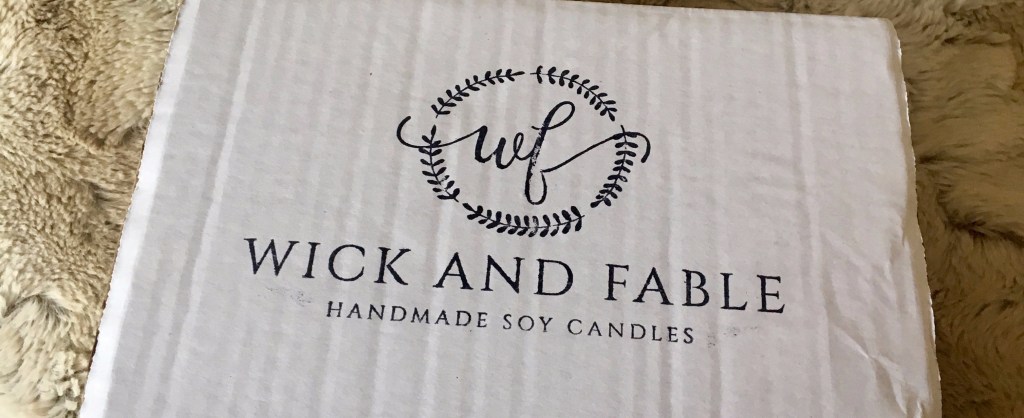 wf
WICK AND FABLE
HANDMADE SOY CANDLES